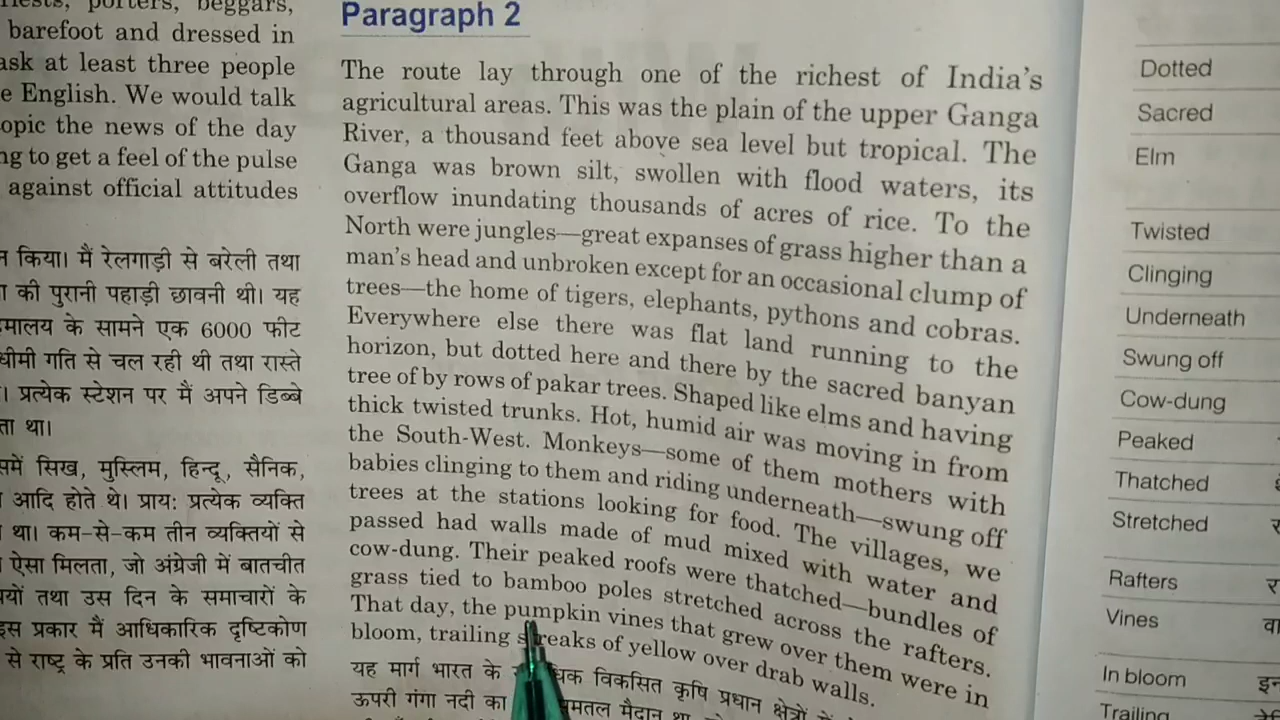 porters, beggars,
barefoot and dressed in
ask at least three people
e English. We would talk
opic the news of the day
ng to get a feel of the pulse
against official attitudes
न किया। मैं रेलगाड़ी से बरेली तथा
की पुरानी पहाड़ी छावनी थी। यह
मालय के सामने एक 6000 फीट
धीमी गति से चल रही थी तथा रास्ते
। प्रत्येक स्टेशन पर मैं अपने डिब्बे
ता था।
समें सिख, मुस्लिम, हिन्दू, सैनिक,
आदि होते थे। प्राय: प्रत्येक व्यक्ति
था। कम-से-कम तीन व्यक्तियों से
ऐसा मिलता, जो अंग्रेजी में बातचीत
यों तथा उस दिन के समाचारों के
इस प्रकार मैं आधिकारिक दृष्टिकोण
से राष्ट्र के प्रति उनकी भावनाओं को
Paragraph 2
The route lay through one of the richest of India's
agricultural areas. This was the plain of the upper Ganga
River, a thousand feet above sea level but tropical. The
Ganga was brown silt, swollen with flood waters, its
overflow inundating thousands of acres of rice. To the
North were jungles—great expanses of grass higher than a
man's head and unbroken except for an occasional clump of
trees—the home of tigers, elephants, pythons and cobras.
Everywhere else there was flat land running to the
horizon, but dotted here and there by the sacred banyan
tree of by rows of pakar trees. Shaped like elms and having
thick twisted trunks. Hot, humid air was moving in from
the South-West. Monkeys—some of them mothers with
babies clinging to them and riding underneath—swung off
trees at the stations looking for food. The villages, we
passed had walls made of mud mixed with water and
cow-dung. Their peaked roofs were thatched—bundles of
grass tied to bamboo poles stretched across the rafters.
That day, the pumpkin vines that grew over them were in
bloom, trailing streaks of yellow over drab walls.
यह मार्ग भारत के विकसित कृषि प्रधान क्षेत्रों
ऊपरी गंगा नदी का मैदान
Dotted
Sacred
Elm
Twisted
Clinging
Underneath
Swung off
Cow-dung
Peaked
Thatched
Stretched
Rafters
Vines
In bloom
Trailing